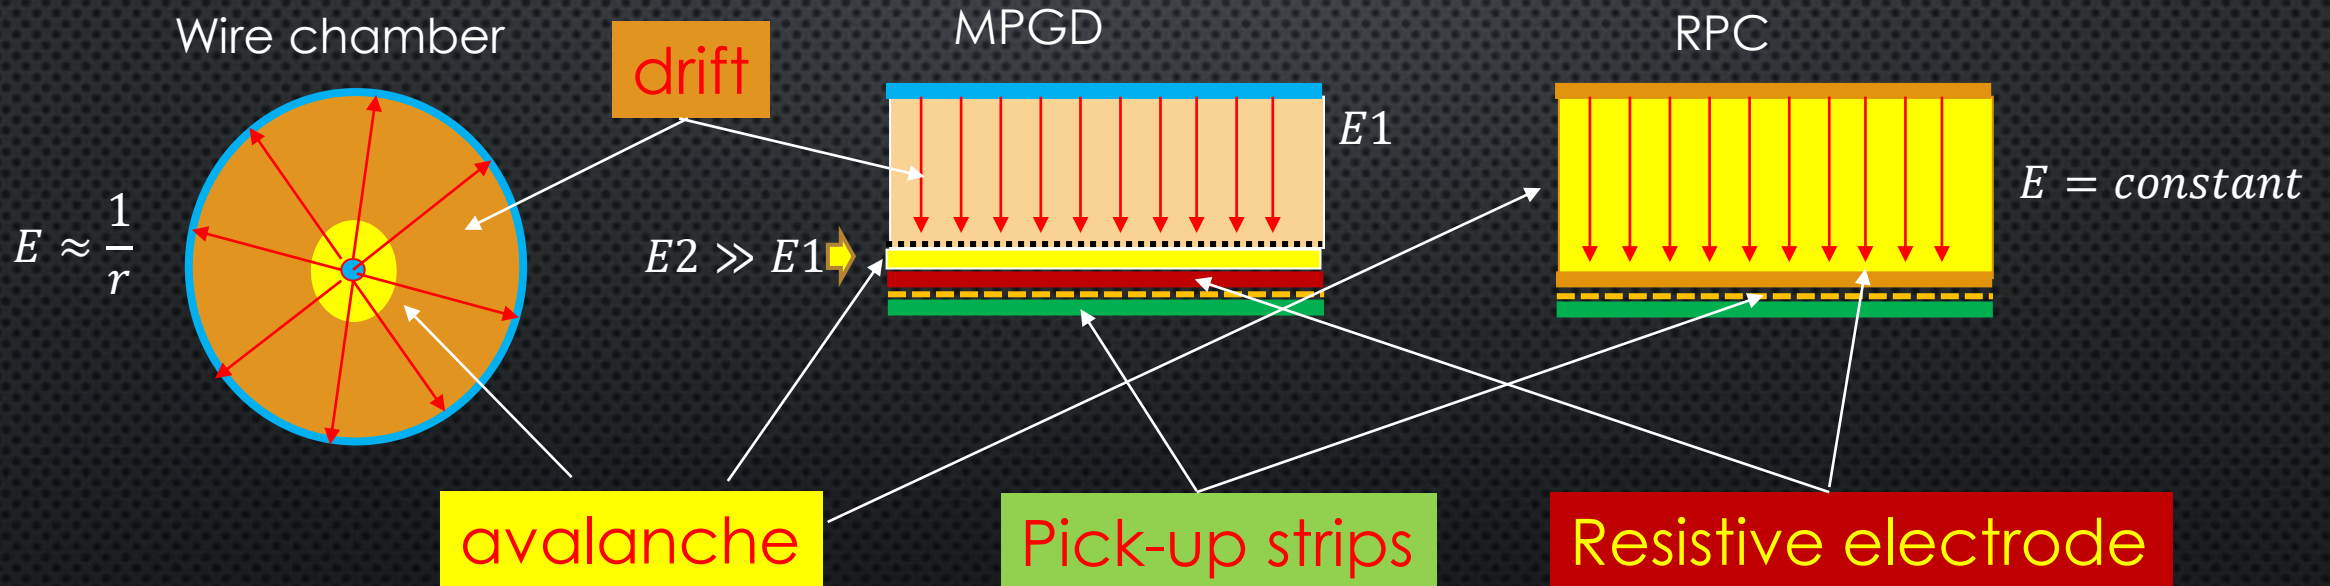 Wire chamber
MPGD
RPC
drift
E1
E = constant
E ≈ 1/r
E2 ≫ E1
avalanche
Pick-up strips
Resistive electrode